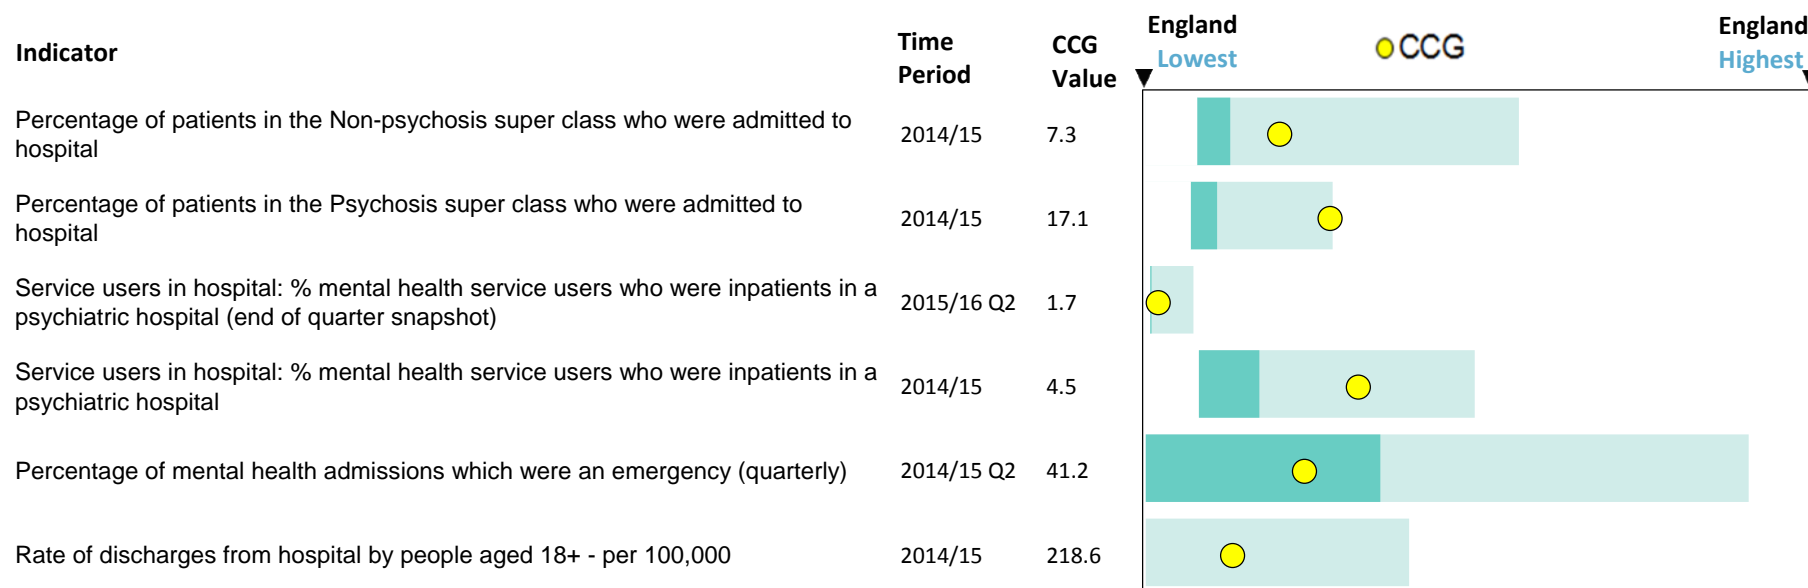 Indicator
Time Period
CCG Value
England Lowest
CCG
England Highest
Percentage of patients in the Non-psychosis super class who were admitted to
hospital
2014/15
7.3
Percentage of patients in the Psychosis super class who were admitted to
hospital
2014/15
17.1
Service users in hospital: % mental health service users who were inpatients in a
psychiatric hospital (end of quarter snapshot)
2015/16 Q2
1.7
Service users in hospital: % mental health service users who were inpatients in a
psychiatric hospital
2014/15
4.5
Percentage of mental health admissions which were an emergency (quarterly)
2014/15 Q2
41.2
Rate of discharges from hospital by people aged 18+ - per 100,000
2014/15
218.6